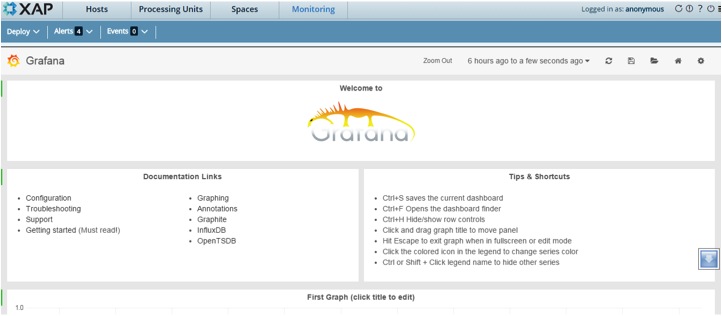 XAP Hosts Processing Units Spaces Monitoring Logged in as: anonymous
Deploy Alerts 4 Events 0
Grafana Zoom Out 6 hours ago to a few seconds ago
Welcome to
Grafana
Documentation Links
Configuration
Troubleshooting
Support
Getting started (Must read!)
Graphing
Annotations
Graphite
InfluxDB
OpenTSDB
Tips & Shortcuts
Ctrl+S saves the current dashboard
Ctrl+F Opens the dashboard finder
Ctrl+H Hide/show row controls
Click and drag graph title to move panel
Hit Escape to exit graph when in fullscreen or edit mode
Click the colored icon in the legend to change series color
Ctrl or Shift + Click legend name to hide other series
First Graph (click title to edit)
1.0